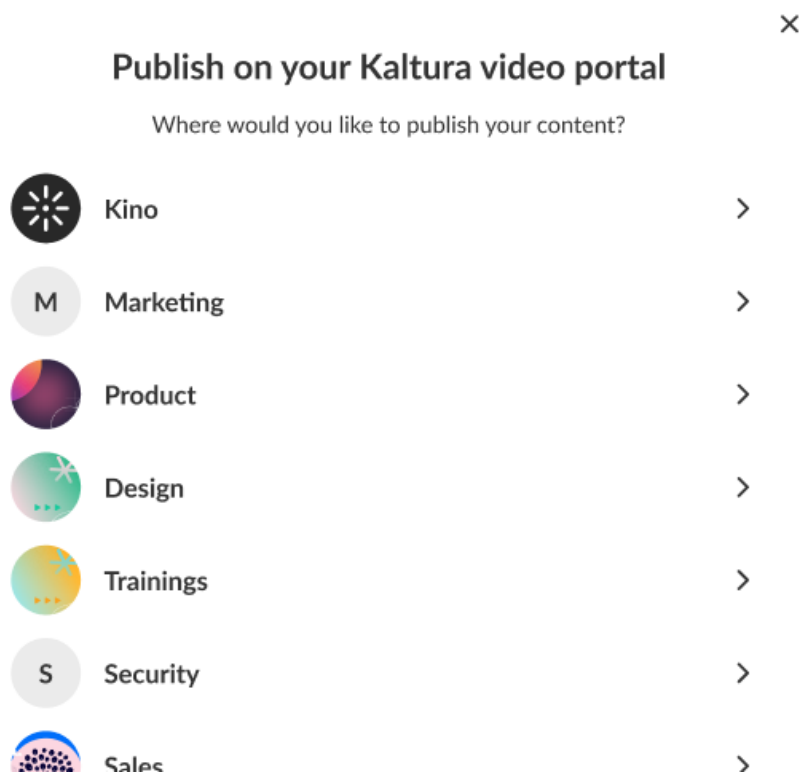 Publish on your Kaltura video portal
Where would you like to publish your content?
Kino
M Marketing
Product
Design
Trainings
S Security
Sales